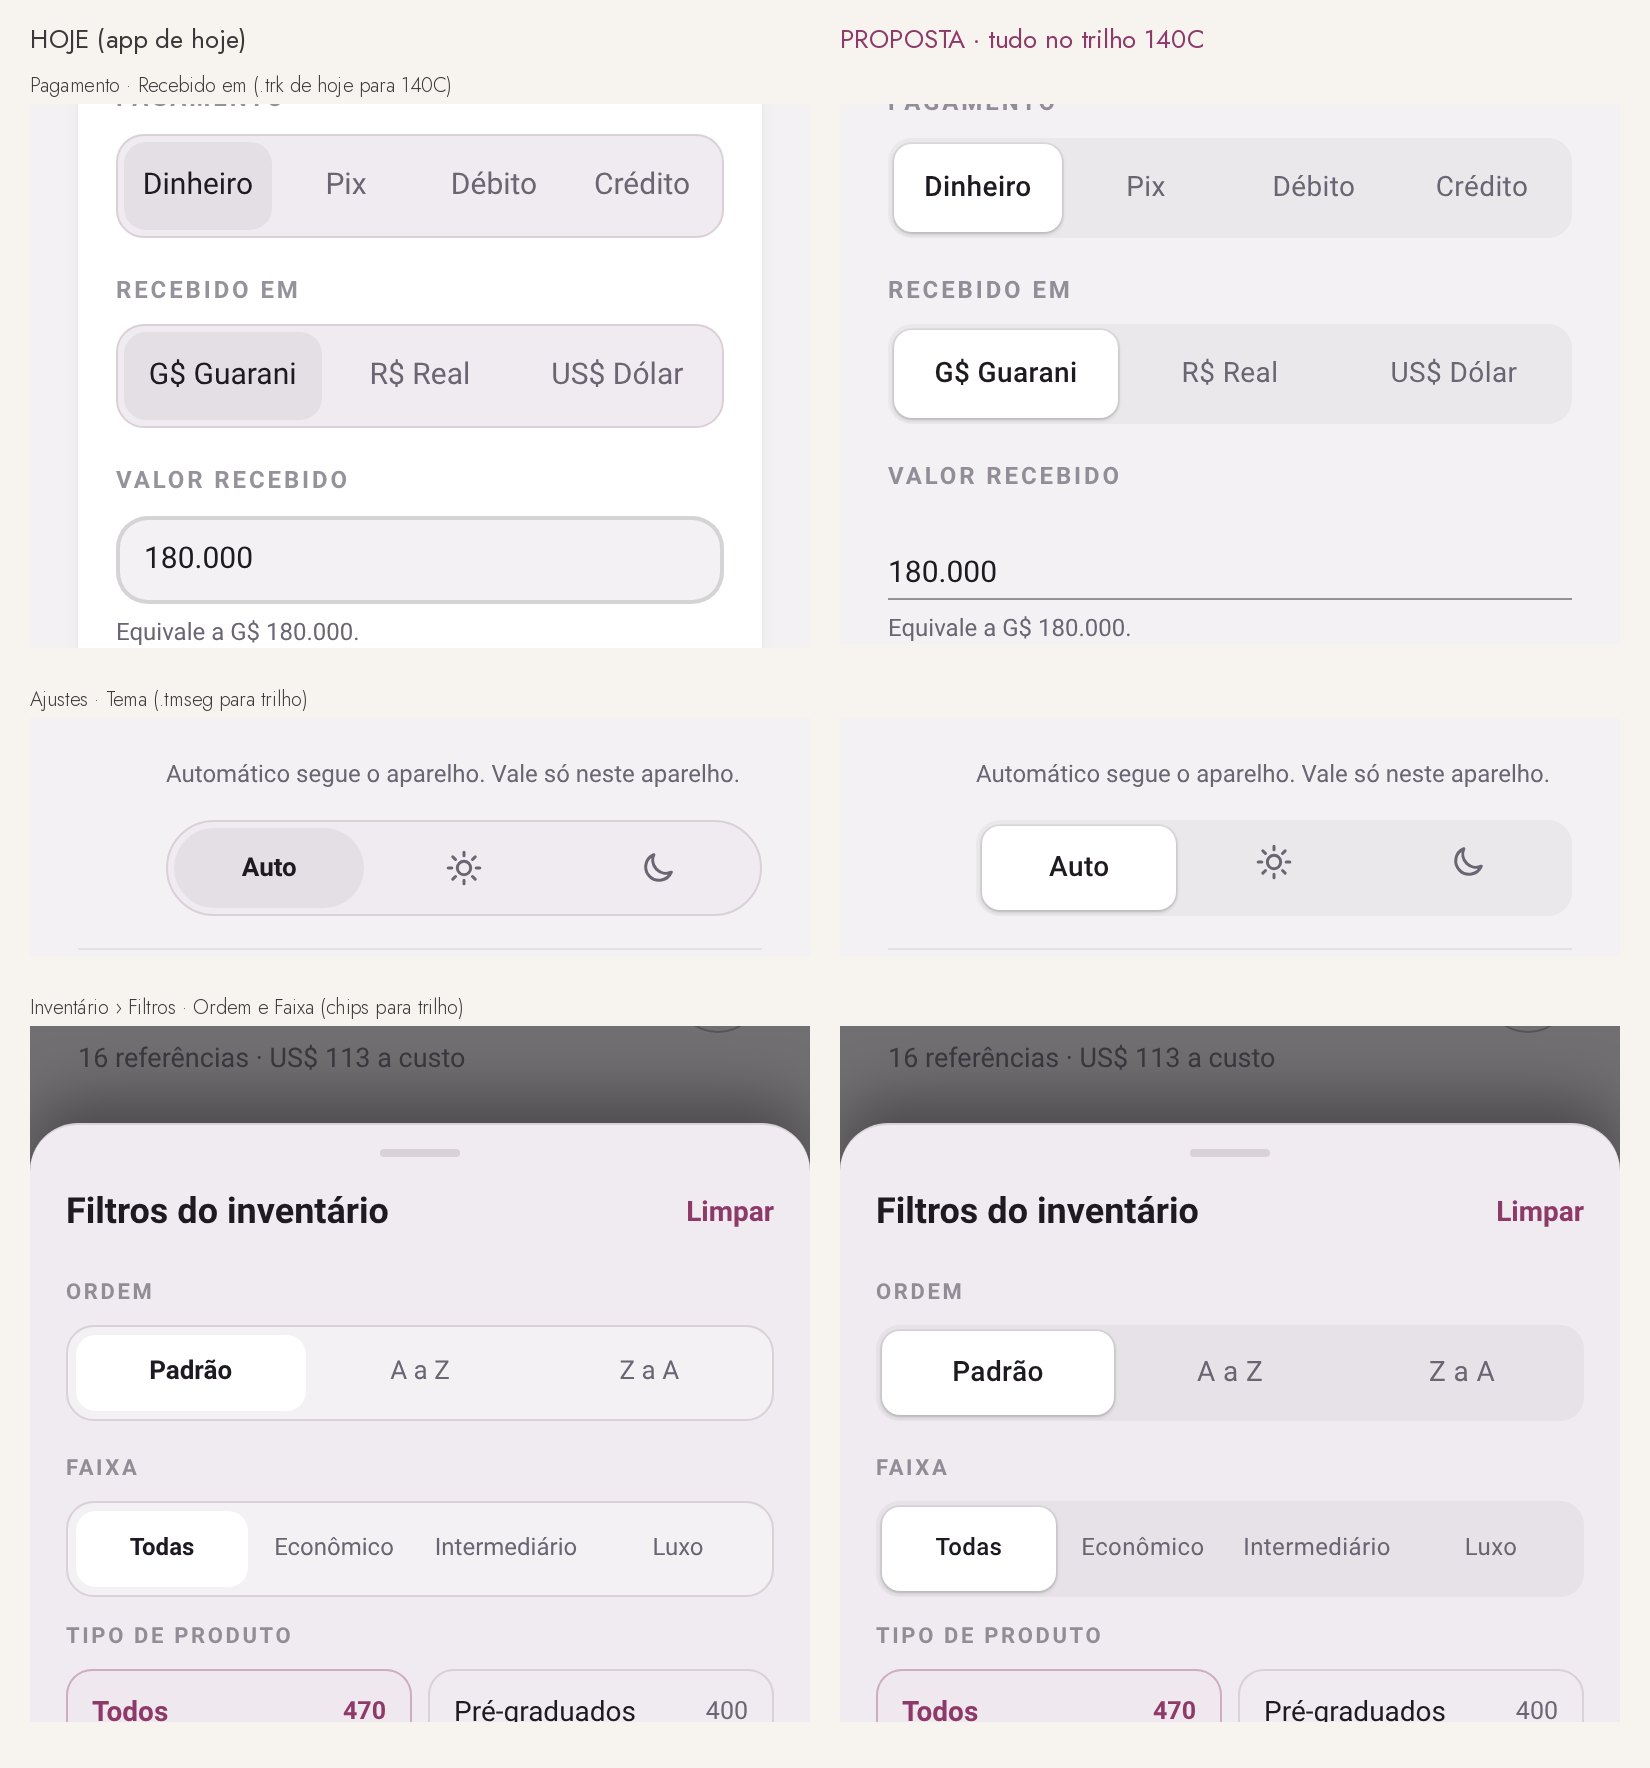 HOJE (app de hoje)
Pagamento · Recebido em (.trk de hoje para 140C)
PAGAMENTO
Dinheiro Pix Débito Crédito
RECEBIDO EM
G$ Guarani R$ Real US$ Dólar
VALOR RECEBIDO
180.000
Equivale a G$ 180.000.
Ajustes · Tema (.tmseg para trilho)
Automático segue o aparelho. Vale só neste aparelho.
Auto
Inventário › Filtros · Ordem e Faixa (chips para trilho)
16 referências · US$ 113 a custo
Filtros do inventário Limpar
ORDEM
Padrão A a Z Z a A
FAIXA
Todas Econômico Intermediário Luxo
TIPO DE PRODUTO
Todos 470 Pré-graduados 400
PROPOSTA · tudo no trilho 140C
PAGAMENTO
Dinheiro Pix Débito Crédito
RECEBIDO EM
G$ Guarani R$ Real US$ Dólar
VALOR RECEBIDO
180.000
Equivale a G$ 180.000.
Automático segue o aparelho. Vale só neste aparelho.
Auto
16 referências · US$ 113 a custo
Filtros do inventário Limpar
ORDEM
Padrão A a Z Z a A
FAIXA
Todas Econômico Intermediário Luxo
TIPO DE PRODUTO
Todos 470 Pré-graduados 400